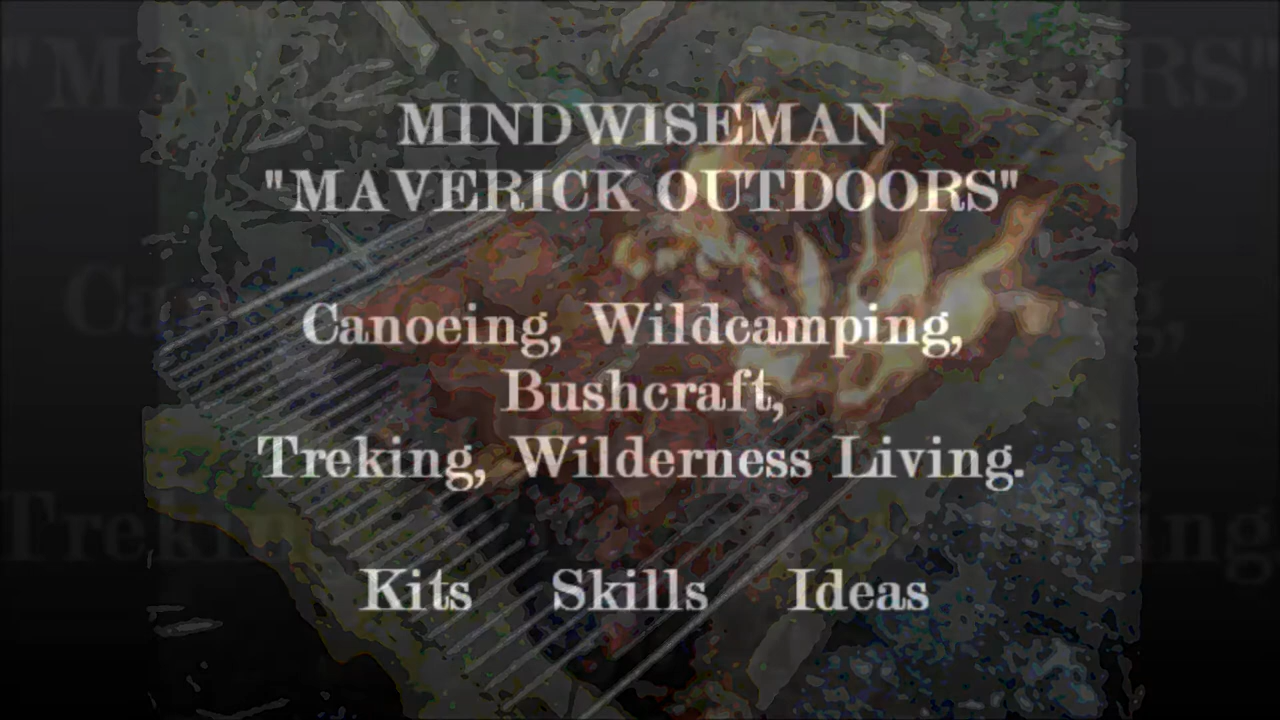 MINDWISEMAN
"MAVERICK OUTDOORS"
Canoeing, Wildcamping,
Bushcraft,
Treking, Wilderness Living.
Kits Skills Ideas